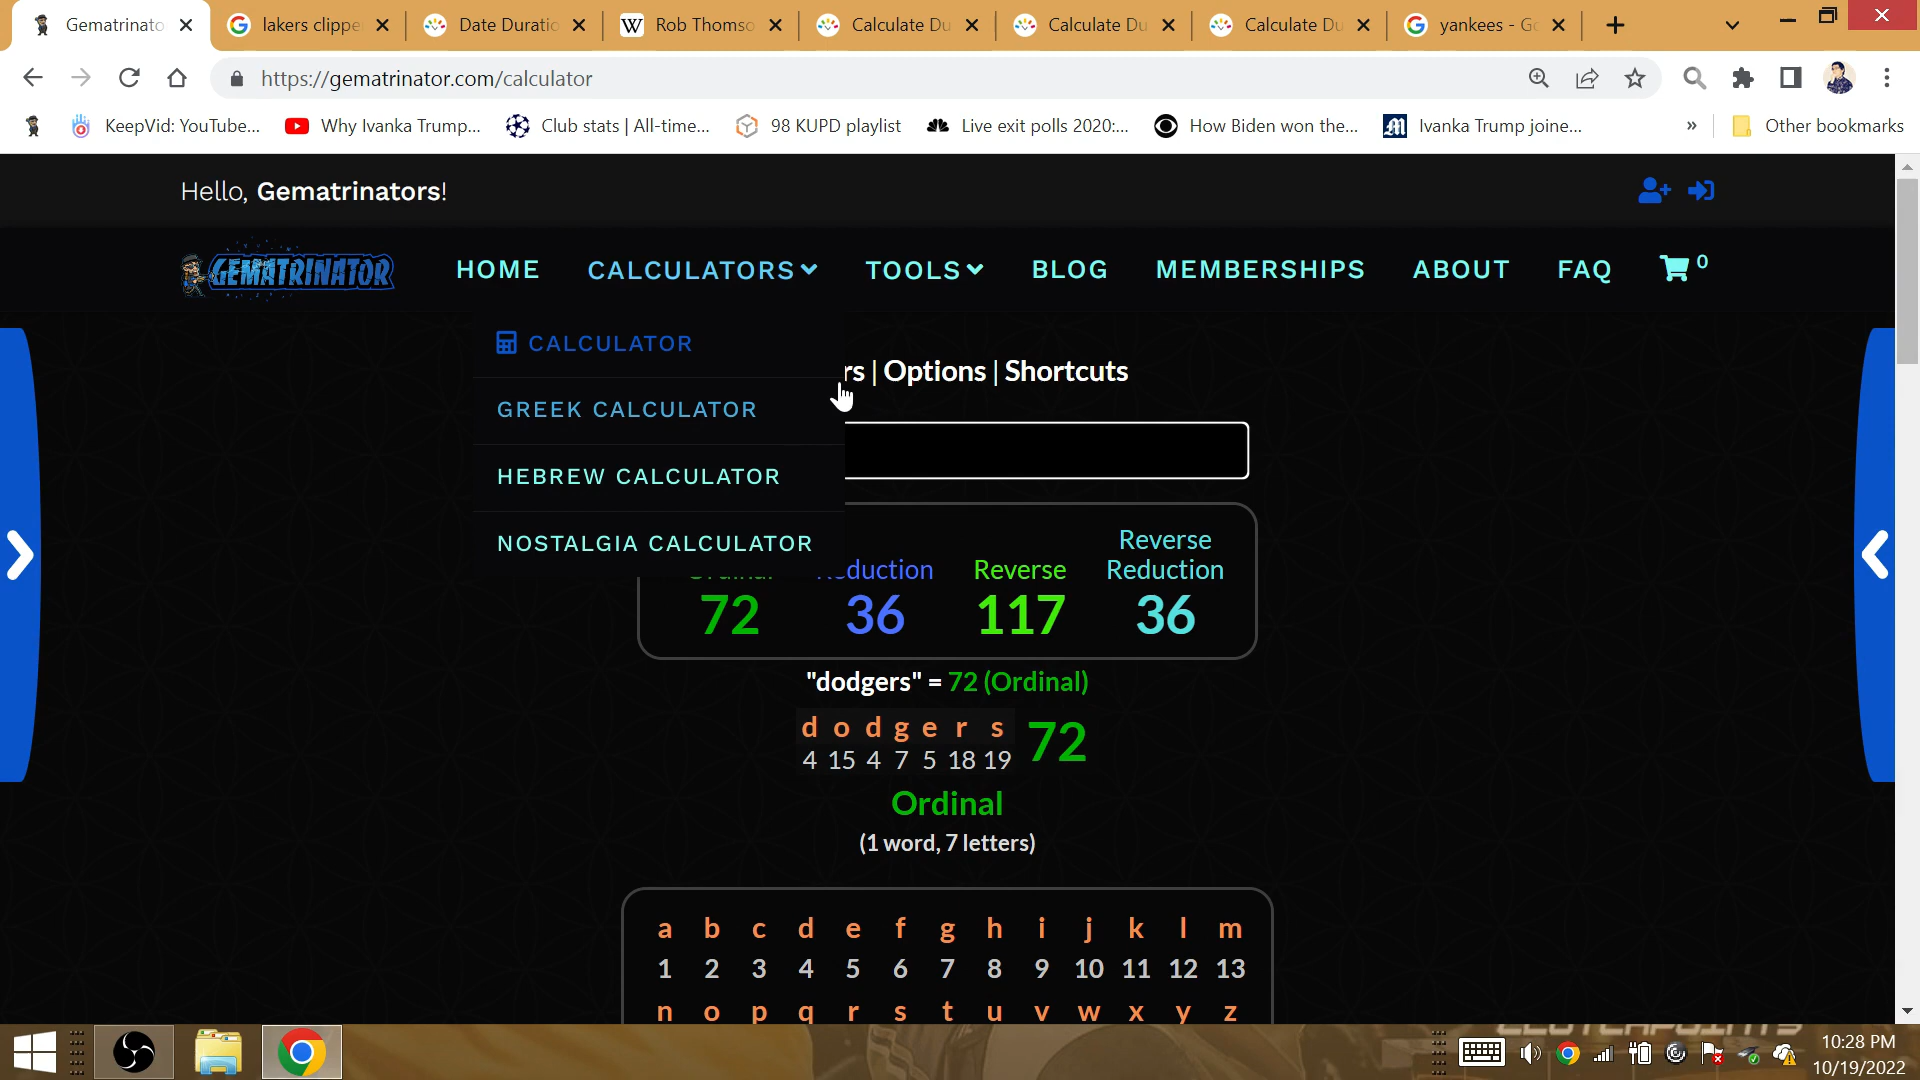 Gematrinato
lakers clippe
Date Duratio
Rob Thomso
Calculate Du
Calculate Du
Calculate Du
yankees - Go
https://gematrinator.com/calculator
KeepVid: YouTube...
Why Ivanka Trump...
Club stats | All-time...
98 KUPD playlist
Live exit polls 2020:...
How Biden won the...
Ivanka Trump joine...
»
Other bookmarks
Hello, Gematrinators!
GEMATRINATOR
HOME
CALCULATORS
TOOLS
BLOG
MEMBERSHIPS
ABOUT
FAQ
0
CALCULATOR
rs | Options | Shortcuts
GREEK CALCULATOR
HEBREW CALCULATOR
NOSTALGIA CALCULATOR
Reverse
duction Reverse Reduction
72 36 117 36
"dodgers" = 72 (Ordinal)
d o d g e r s
4 15 4 7 5 18 19
72
Ordinal
(1 word, 7 letters)
a b c d e f g h i j k l m
1 2 3 4 5 6 7 8 9 10 11 12 13
n o p q r s t u v w x y z
10:28 PM
10/19/2022